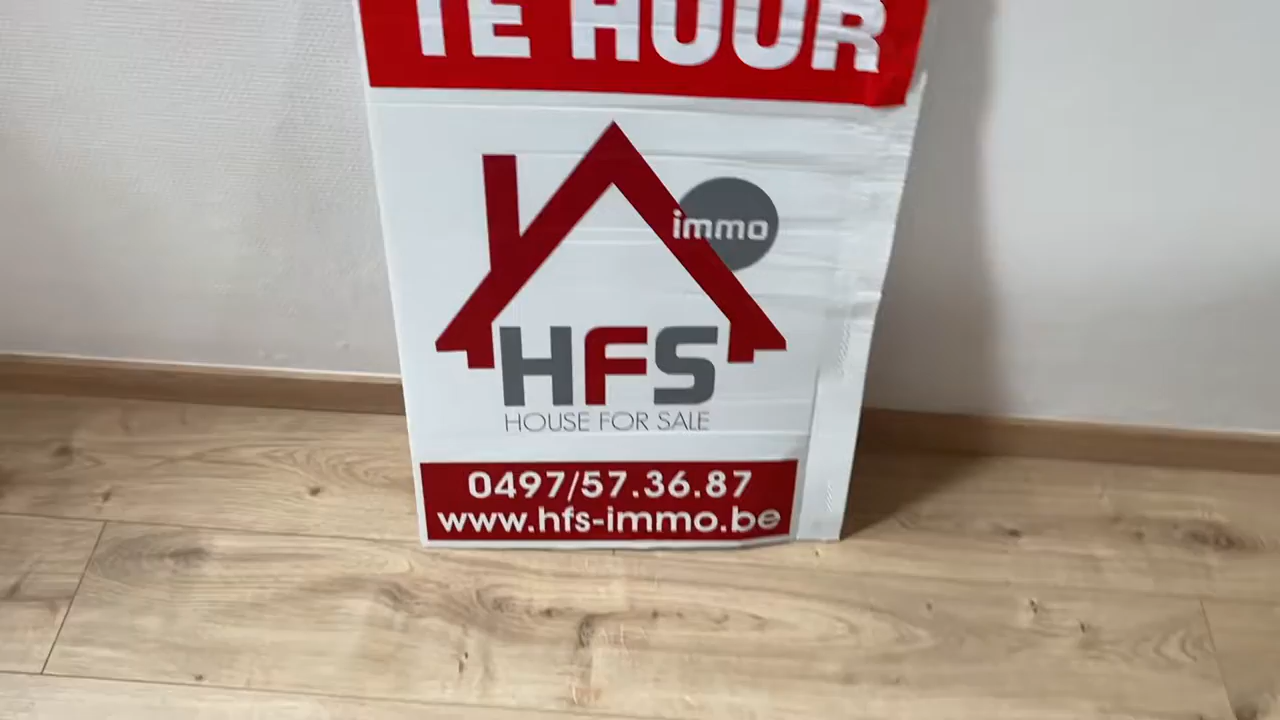 TE HUUR
immo
HFS
HOUSE FOR SALE
0497/57.36.87
www.hfs-immo.be